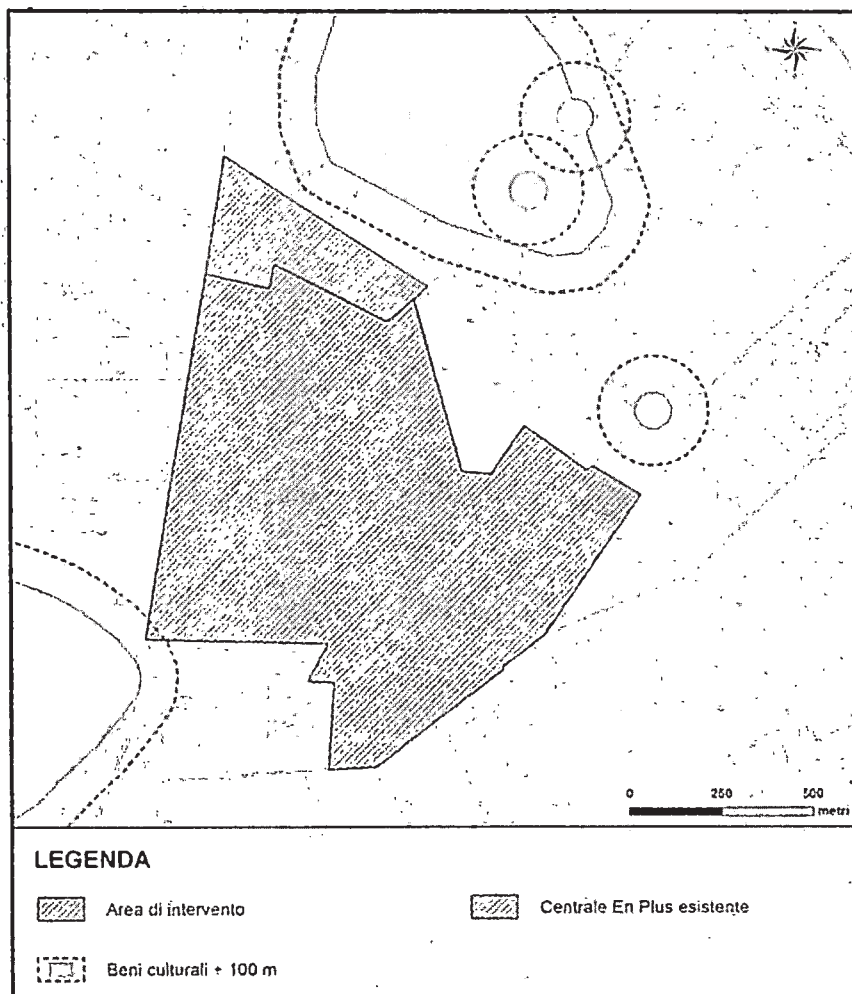 0 250 500
metri
LEGENDA
Area di intervento
Centrale En Plus esistente
Beni culturali + 100 m